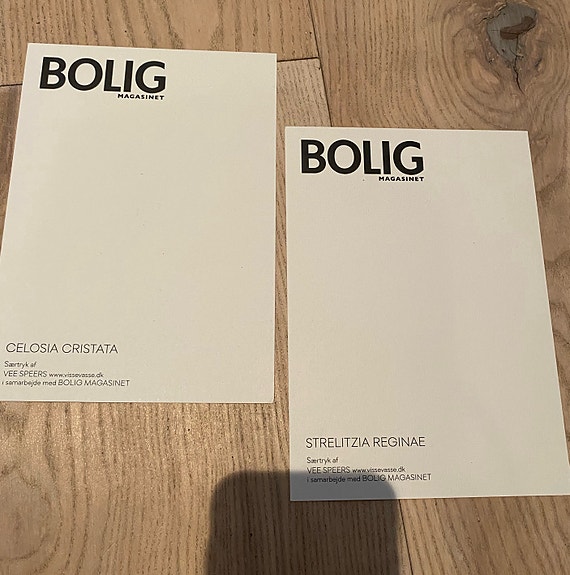 BOLIG
MAGASINET
CELOSIA CRISTATA
Særtryk af
VEE SPEERS www.vissevasse.dk
i samarbejde med BOLIG MAGASINET
BOLIG
MAGASINET
STRELITZIA REGINAE
Særtryk af
VEE SPEERS www.vissevasse.dk
i samarbejde med BOLIG MAGASINET